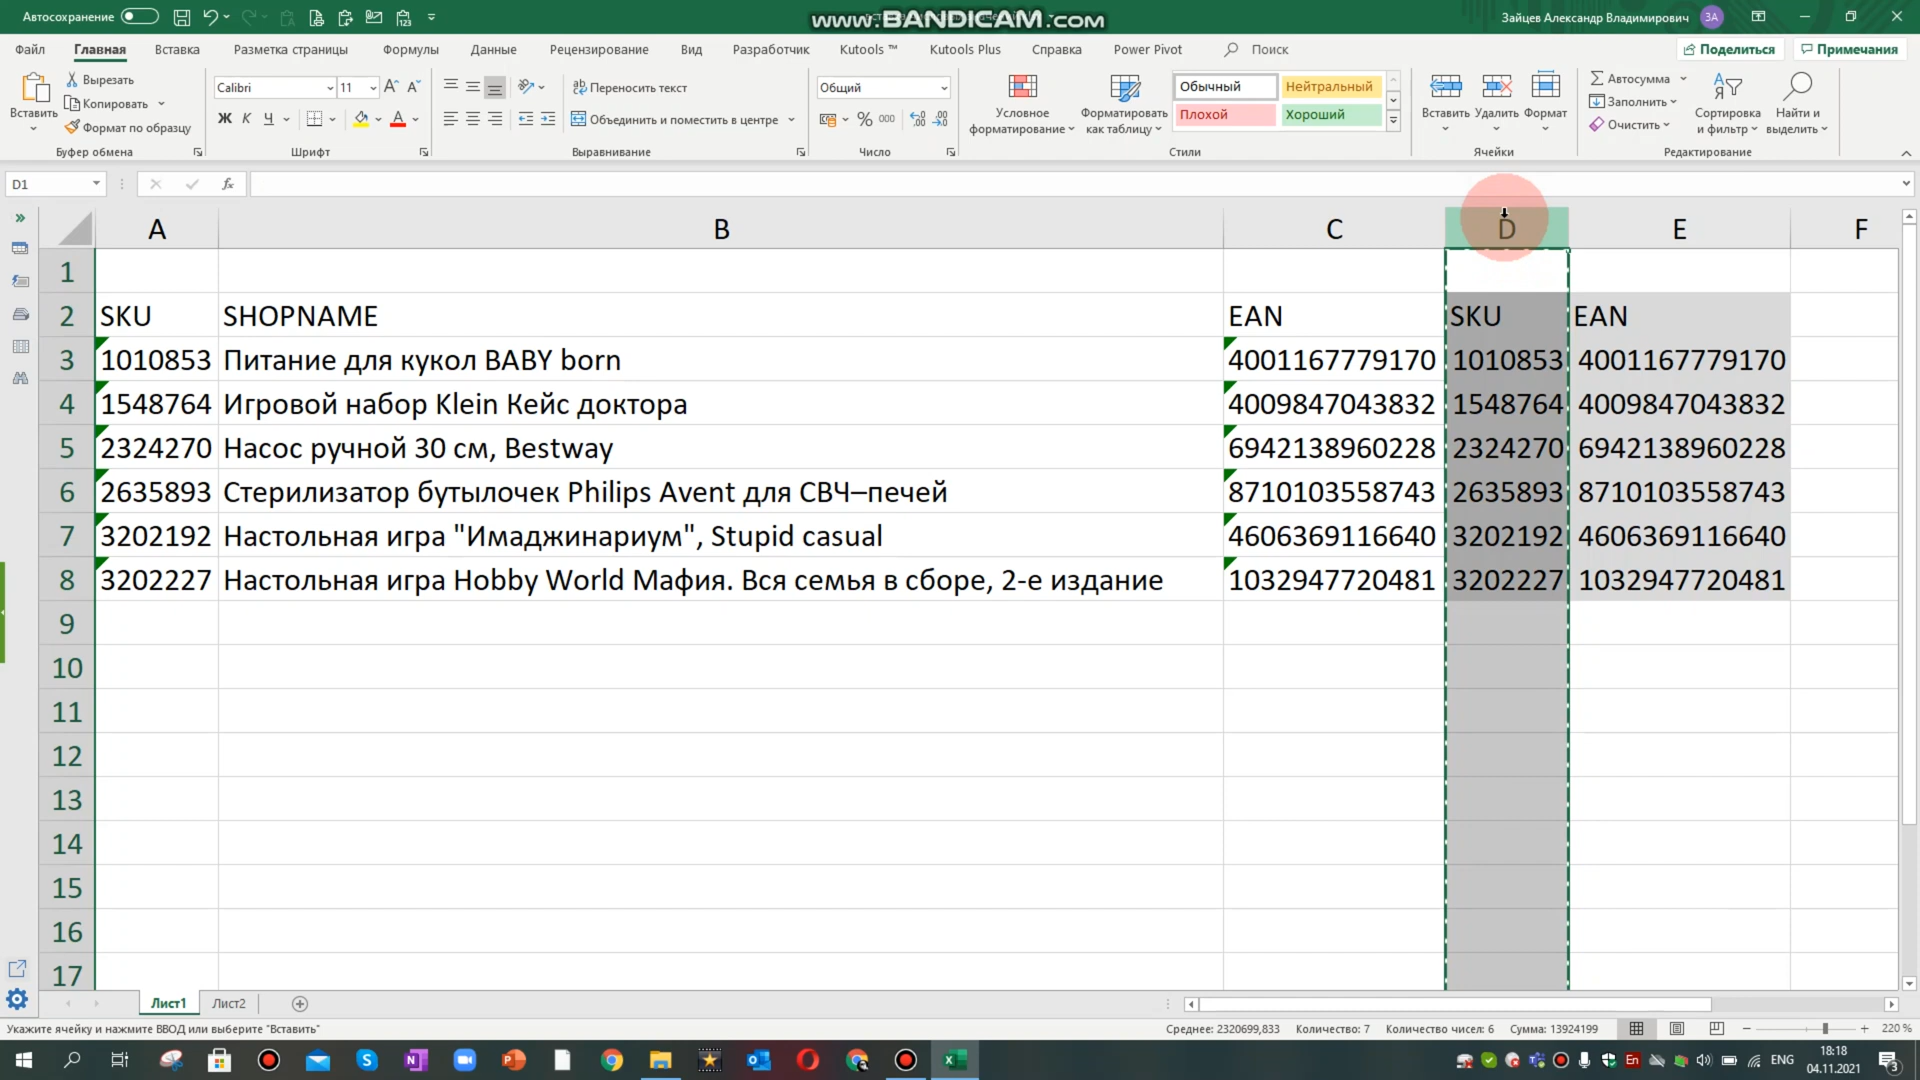 Автосохранение
www.BANDICAM.com
Зайцев Александр Владимирович ЗА
Файл Главная Вставка Разметка страницы Формулы Данные Рецензирование Вид Разработчик Kutools ™ Kutools Plus Справка Power Pivot Поиск Поделиться Примечания
Вставить
Вырезать
Копировать
Формат по образцу
Буфер обмена
Calibri 11
Ж К Ч
Шрифт
Переносить текст
Объединить и поместить в центре
Выравнивание
Общий
% 000
Число
Условное форматирование
Форматировать как таблицу
Обычный Нейтральный
Плохой Хороший
Стили
Вставить Удалить Формат
Ячейки
Автосумма
Заполнить
Очистить
Сортировка и фильтр
Найти и выделить
Редактирование
D1 fx
A B C D E F
1
2 SKU SHOPNAME EAN SKU EAN
3 1010853 Питание для кукол BABY born 4001167779170 1010853 4001167779170
4 1548764 Игровой набор Klein Кейс доктора 4009847043832 1548764 4009847043832
5 2324270 Насос ручной 30 см, Bestway 6942138960228 2324270 6942138960228
6 2635893 Стерилизатор бутылочек Philips Avent для СВЧ–печей 8710103558743 2635893 8710103558743
7 3202192 Настольная игра "Имаджинариум", Stupid casual 4606369116640 3202192 4606369116640
8 3202227 Настольная игра Hobby World Мафия. Вся семья в сборе, 2-е издание 1032947720481 3202227 1032947720481
9
10
11
12
13
14
15
16
17
Лист1 Лист2
Укажите ячейку и нажмите ВВОД или выберите "Вставить" Среднее: 2320699,833 Количество: 7 Количество чисел: 6 Сумма: 13924199 220 %
ENG
18:18
04.11.2021
3